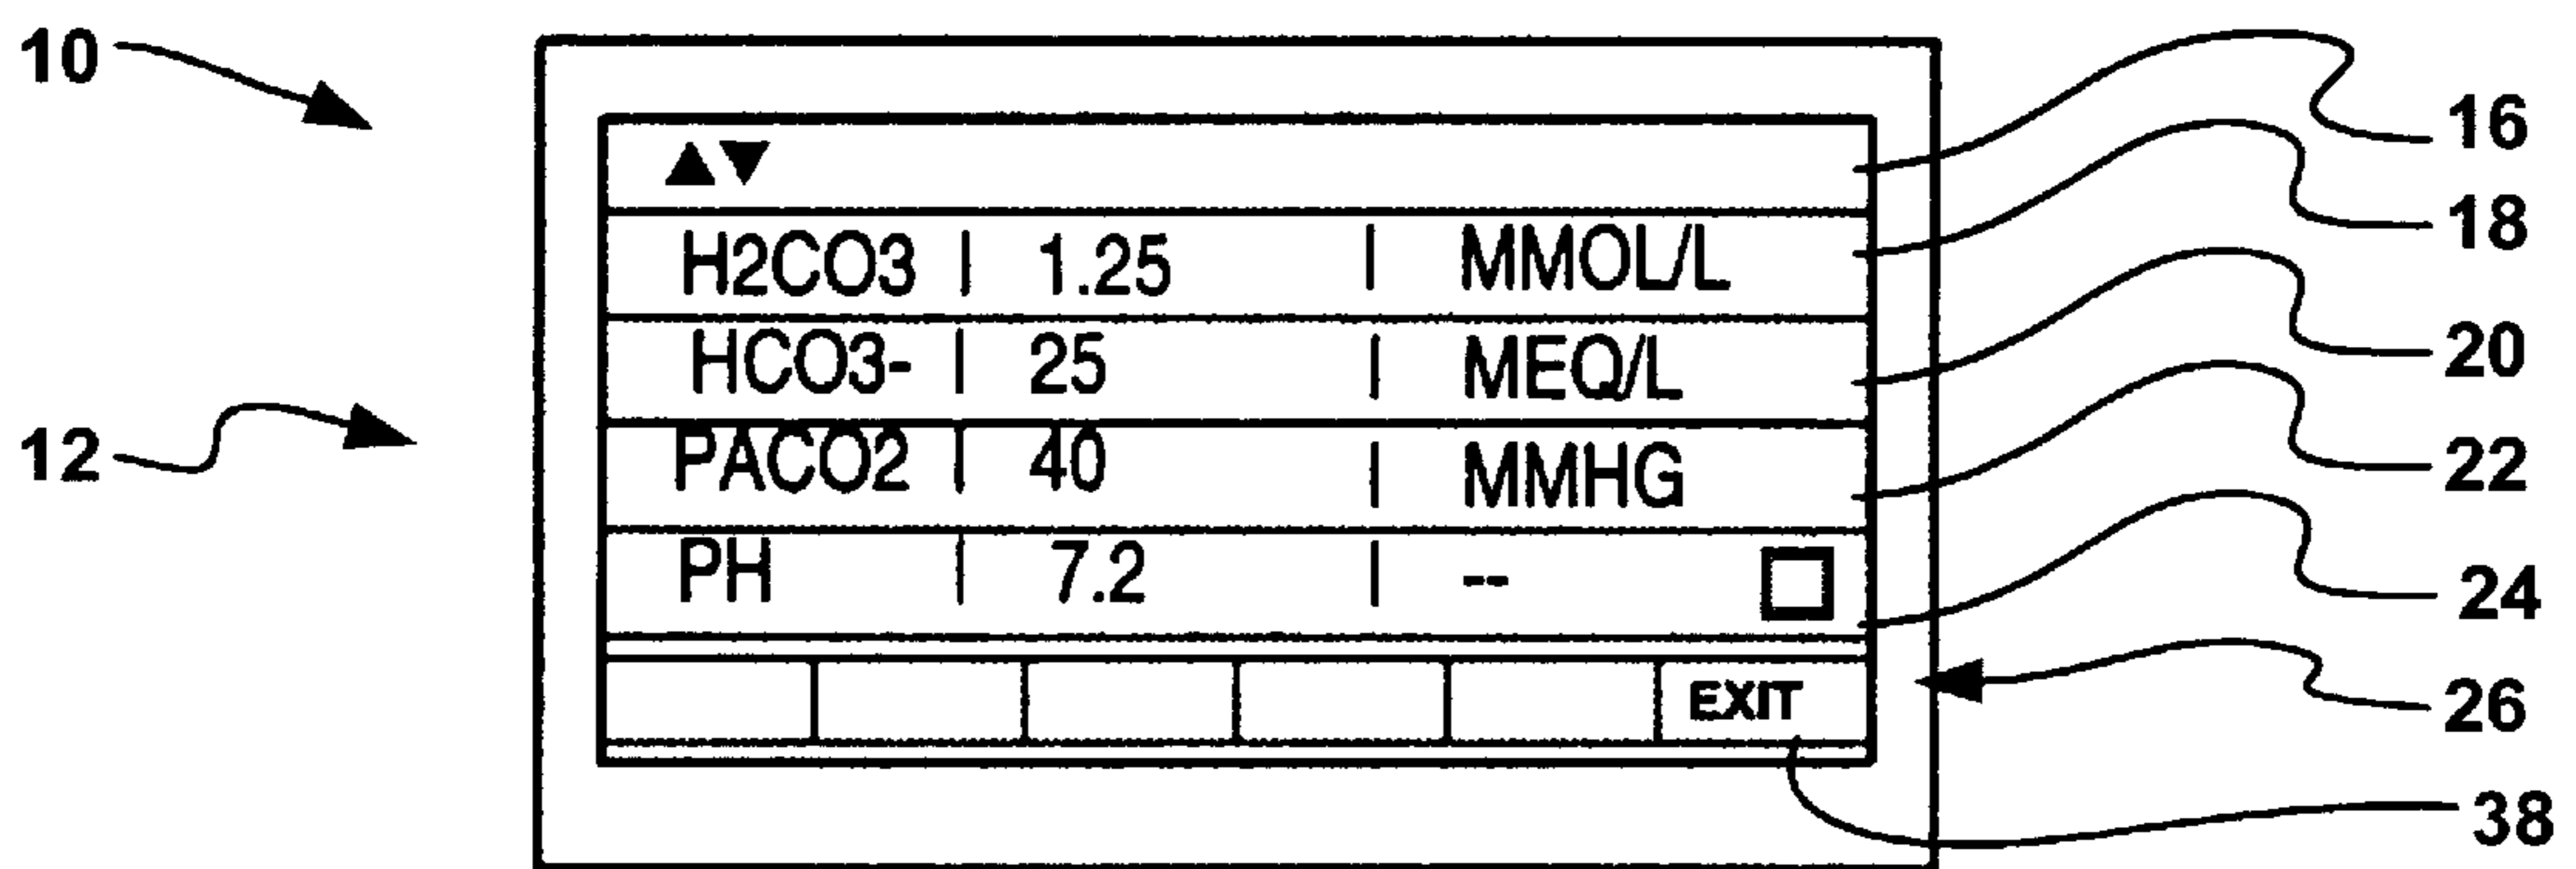 10
16
▲▼
18
H2CO3 | 1.25 | MMOL/L
20
HCO3- | 25 | MEQ/L
12
22
PACO2 | 40 | MMHG
24
PH | 7.2 | --
26
EXIT
38